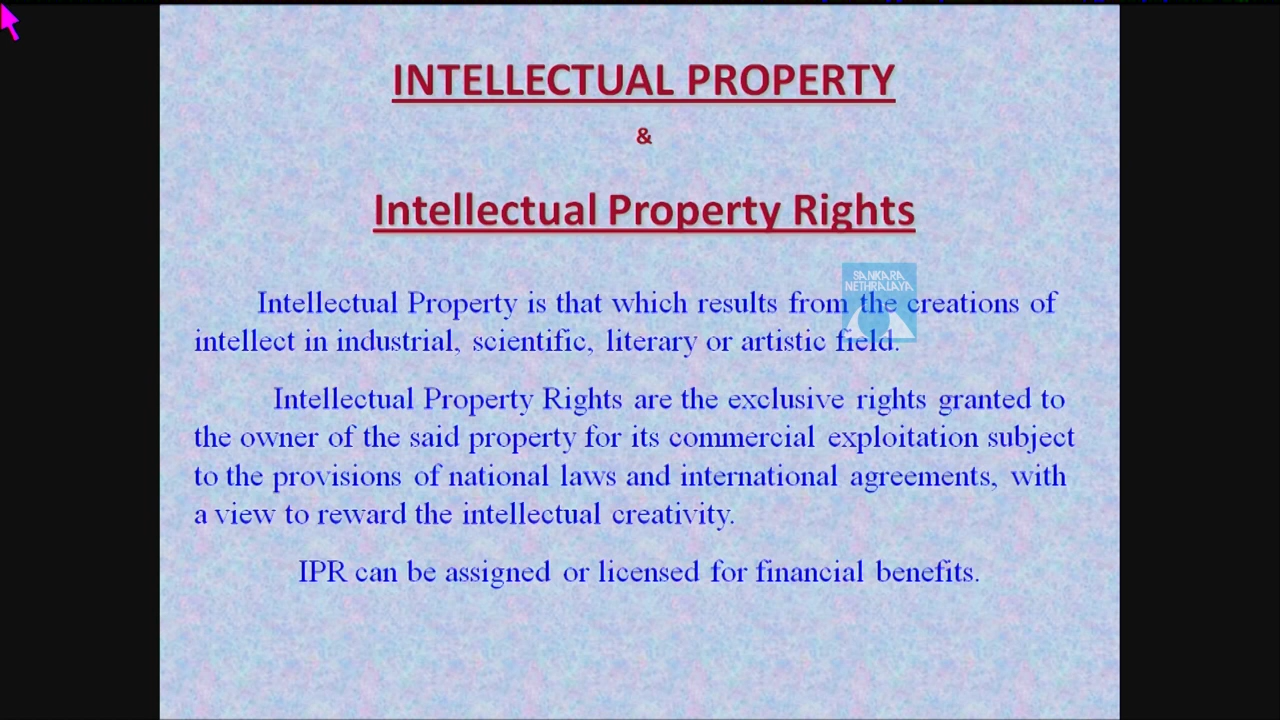 INTELLECTUAL PROPERTY
&
Intellectual Property Rights
SANKARA
NETHRALAYA
Intellectual Property is that which results from the creations of
intellect in industrial, scientific, literary or artistic field.
Intellectual Property Rights are the exclusive rights granted to
the owner of the said property for its commercial exploitation subject
to the provisions of national laws and international agreements, with
a view to reward the intellectual creativity.
IPR can be assigned or licensed for financial benefits.